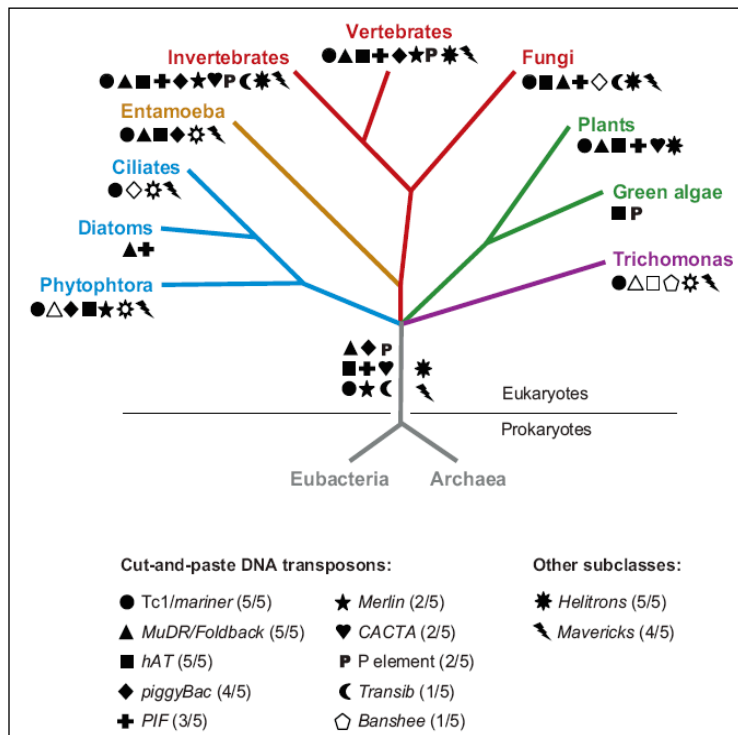 Vertebrates
Invertebrates
Fungi
P
P
Entamoeba
Plants
Ciliates
Green algae
P
Diatoms
Trichomonas
Phytophtora
P
Eukaryotes
Prokaryotes
Eubacteria
Archaea
Cut-and-paste DNA transposons:
Other subclasses:
Tc1/mariner (5/5)
Merlin (2/5)
Helitrons (5/5)
MuDR/Foldback (5/5)
CACTA (2/5)
Mavericks (4/5)
hAT (5/5)
P P element (2/5)
piggyBac (4/5)
Transib (1/5)
PIF (3/5)
Banshee (1/5)